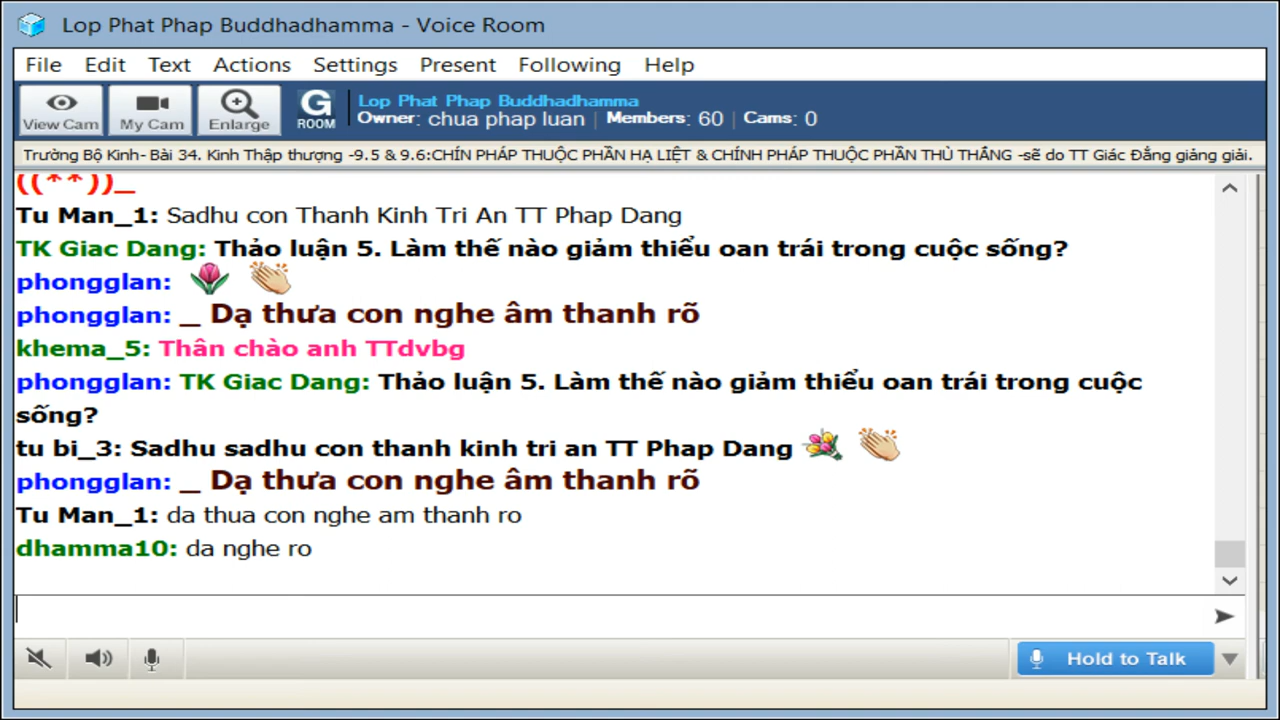 Lop Phat Phap Buddhadhamma - Voice Room
File Edit Text Actions Settings Present Following Help
View Cam My Cam Enlarge G ROOM
Lop Phat Phap Buddhadhamma
Owner: chua phap luan | Members: 60 | Cams: 0
Trường Bộ Kinh- Bài 34. Kinh Thập thượng -9.5 & 9.6:CHÍN PHÁP THUỘC PHẦN HẠ LIỆT & CHÍNH PHÁP THUỘC PHẦN THÙ THẮNG -sẽ do TT Giác Đẳng giảng giải.
((**))_
Tu Man_1: Sadhu con Thanh Kinh Tri An TT Phap Dang
TK Giac Dang: Thảo luận 5. Làm thế nào giảm thiểu oan trái trong cuộc sống?
phongglan:
phongglan: _ Dạ thưa con nghe âm thanh rõ
khema_5: Thân chào anh TTdvbg
phongglan: TK Giac Dang: Thảo luận 5. Làm thế nào giảm thiểu oan trái trong cuộc
sống?
tu bi_3: Sadhu sadhu con thanh kinh tri an TT Phap Dang
phongglan: _ Dạ thưa con nghe âm thanh rõ
Tu Man_1: da thua con nghe am thanh ro
dhamma10: da nghe ro
Hold to Talk